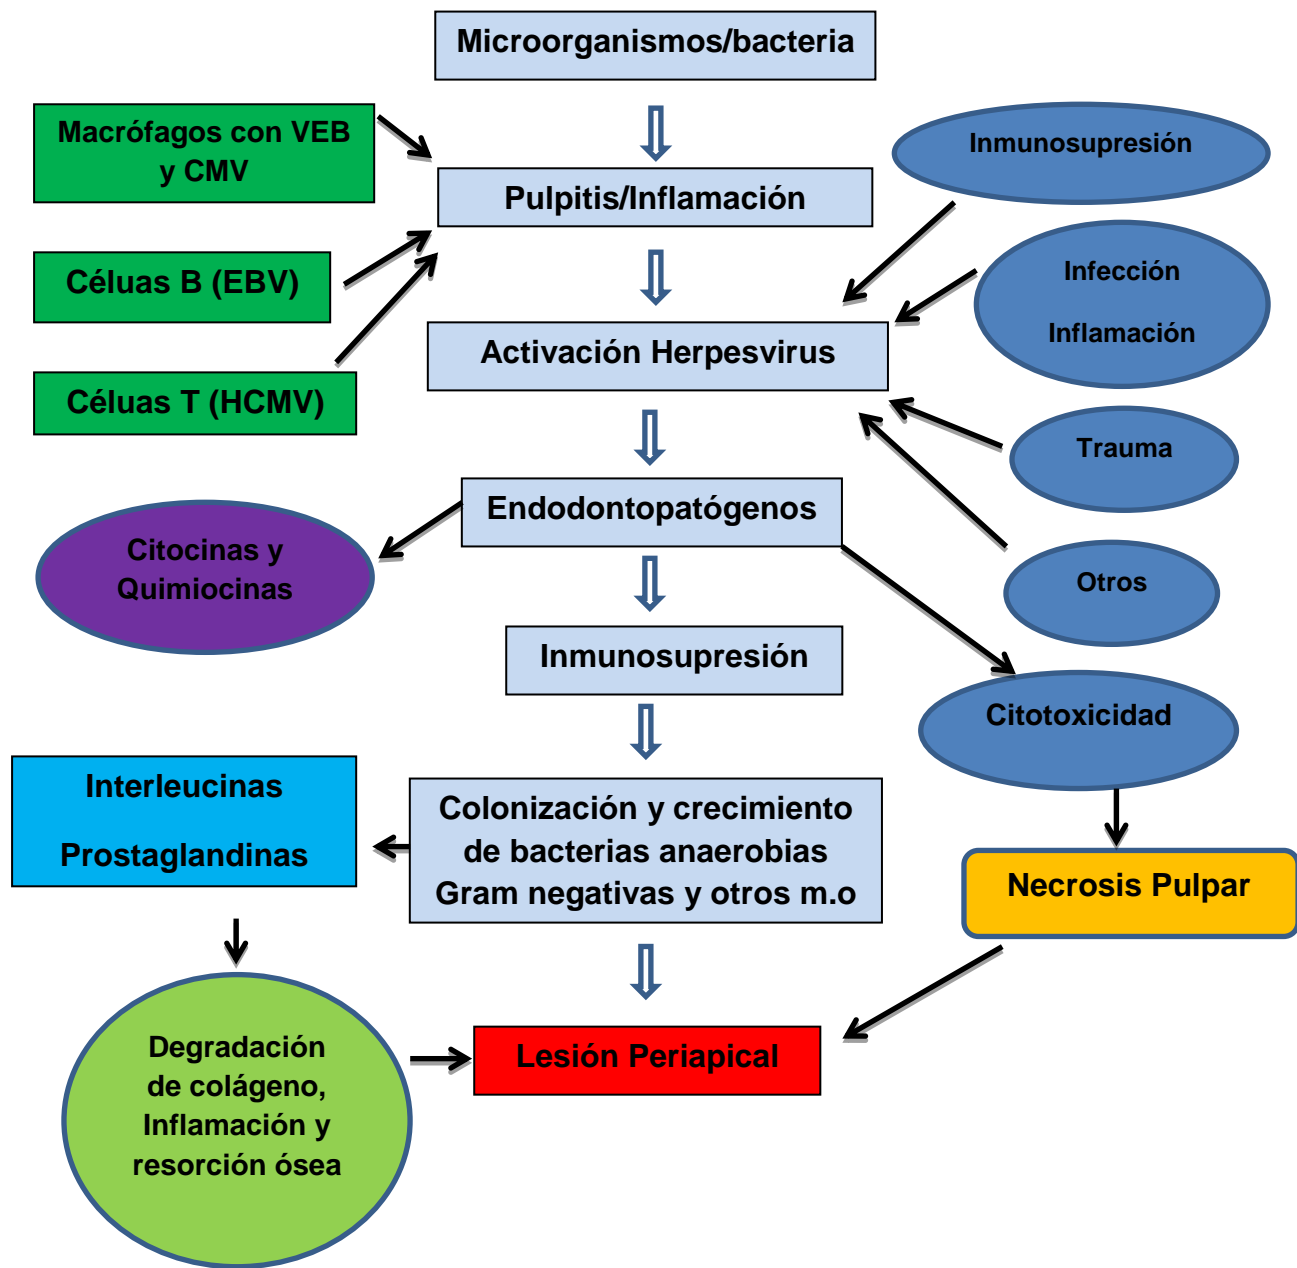 Microorganismos/bacteria
Macrófagos con VEB
y CMV
Inmunosupresión
Pulpitis/Inflamación
Céluas B (EBV)
Infección
Inflamación
Activación Herpesvirus
Céluas T (HCMV)
Trauma
Endodontopatógenos
Citocinas y
Quimiocinas
Otros
Inmunosupresión
Citotoxicidad
Interleucinas
Prostaglandinas
Colonización y crecimiento
de bacterias anaerobias
Gram negativas y otros m.o
Necrosis Pulpar
Degradación
de colágeno,
Inflamación y
resorción ósea
Lesión Periapical